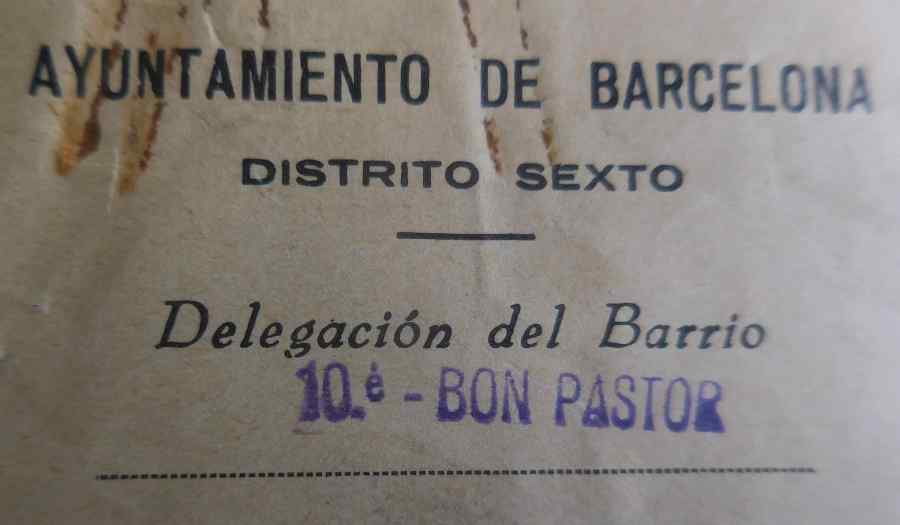 AYUNTAMIENTO DE BARCELONA
DISTRITO SEXTO
Delegación del Barrio
10.é - BON PASTOR